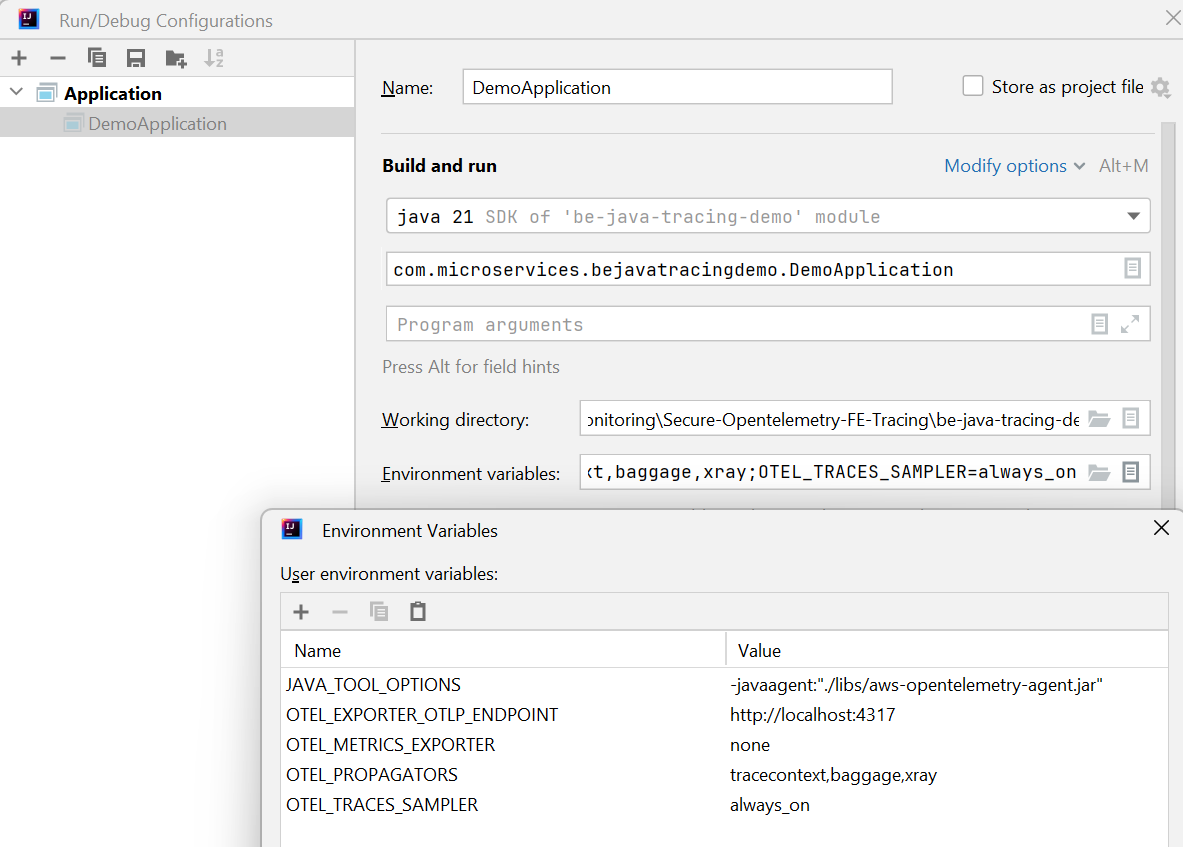 Run/Debug Configurations
Application
DemoApplication
Name: DemoApplication Store as project file
Build and run Modify options Alt+M
java 21 SDK of 'be-java-tracing-demo' module
com.microservices.bejavatracingdemo.DemoApplication
Program arguments
Press Alt for field hints
Working directory: onitoring\Secure-Opentelemetry-FE-Tracing\be-java-tracing-de
Environment variables: xt,baggage,xray;OTEL_TRACES_SAMPLER=always_on
Environment Variables
User environment variables:
Name Value
JAVA_TOOL_OPTIONS -javaagent:"./libs/aws-opentelemetry-agent.jar"
OTEL_EXPORTER_OTLP_ENDPOINT http://localhost:4317
OTEL_METRICS_EXPORTER none
OTEL_PROPAGATORS tracecontext,baggage,xray
OTEL_TRACES_SAMPLER always_on